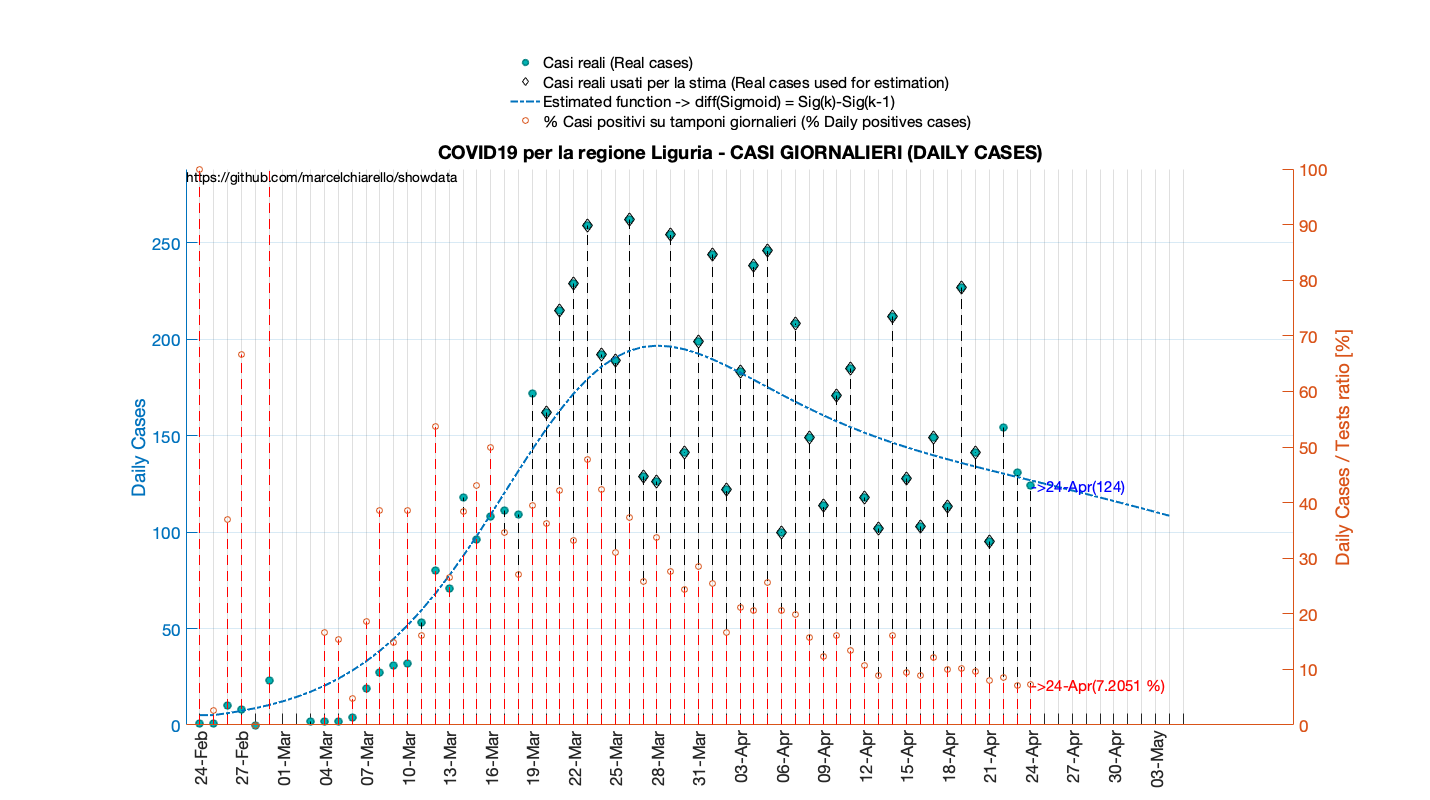 Casi reali (Real cases)
Casi reali usati per la stima (Real cases used for estimation)
Estimated function -> diff(Sigmoid) = Sig(k)-Sig(k-1)
% Casi positivi su tamponi giornalieri (% Daily positives cases)
COVID19 per la regione Liguria - CASI GIORNALIERI (DAILY CASES)
https://github.com/marcelchiarello/showdata
Daily Cases
250
200
150
100
50
0
100
90
80
70
60
50
40
30
20
10
0
Daily Cases / Tests ratio [%]
->24-Apr(124)
->24-Apr(7.2051 %)
24-Feb
27-Feb
01-Mar
04-Mar
07-Mar
10-Mar
13-Mar
16-Mar
19-Mar
22-Mar
25-Mar
28-Mar
31-Mar
03-Apr
06-Apr
09-Apr
12-Apr
15-Apr
18-Apr
21-Apr
24-Apr
27-Apr
30-Apr
03-May